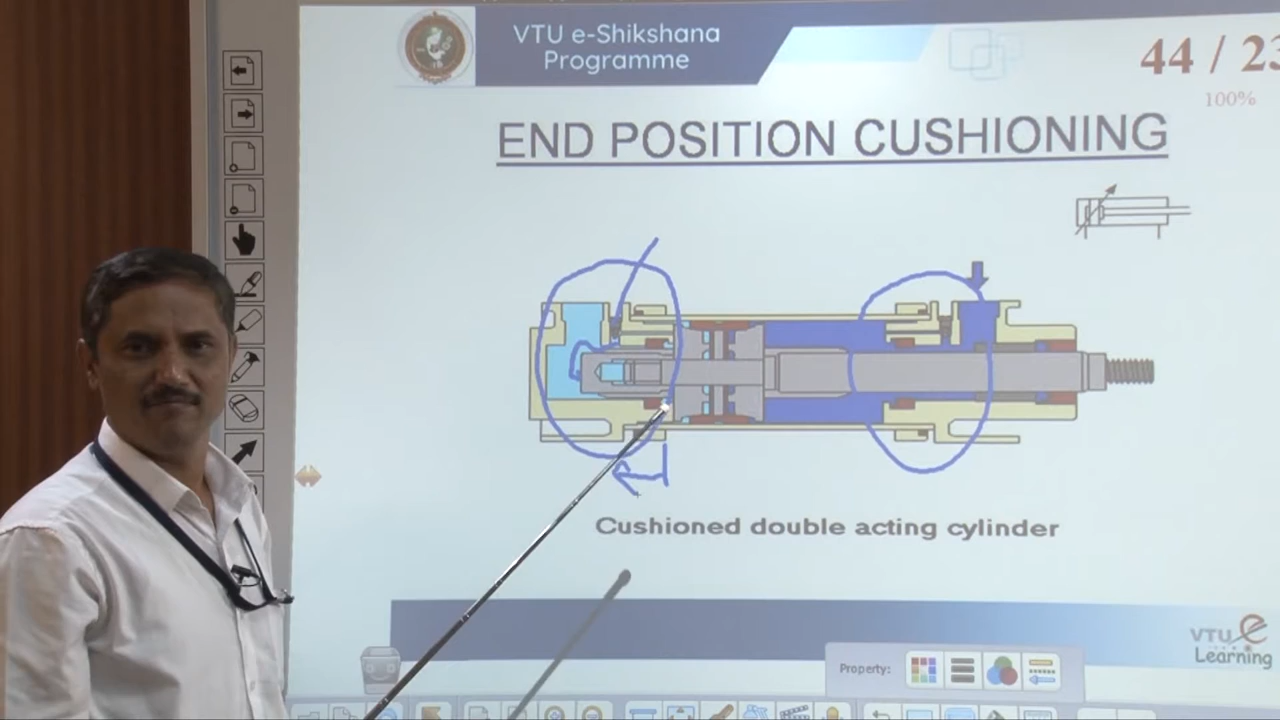 VTU e-Shikshana
Programme
44 / 23
100%
END POSITION CUSHIONING
Cushioned double acting cylinder
VTU e
Learning
Property: